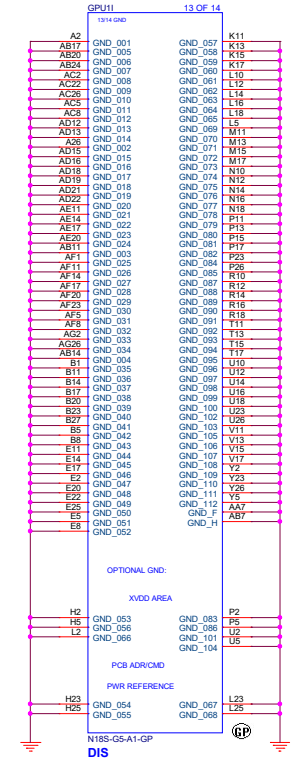 GPU1I 13 OF 14
13/14 GND
A2 GND_001 GND_057 K11
AB17 GND_005 GND_058 K13
AB20 GND_006 GND_059 K15
AB24 GND_007 GND_060 K17
AC2 GND_008 GND_061 L10
AC22 GND_009 GND_062 L12
AC26 GND_010 GND_063 L14
AC5 GND_011 GND_064 L16
AC8 GND_012 GND_065 L18
AD12 GND_013 GND_069 L5
AD13 GND_014 GND_070 M11
A26 GND_002 GND_071 M13
AD15 GND_015 GND_072 M15
AD16 GND_016 GND_073 M17
AD18 GND_017 GND_074 N10
AD19 GND_018 GND_075 N12
AD21 GND_019 GND_076 N14
AD22 GND_020 GND_077 N16
AE11 GND_021 GND_078 N18
AE14 GND_022 GND_079 P11
AE17 GND_023 GND_080 P13
AE20 GND_024 GND_081 P15
AB11 GND_003 GND_082 P17
AF1 GND_025 GND_084 P23
AF11 GND_026 GND_085 P26
AF14 GND_027 GND_087 R10
AF17 GND_028 GND_088 R12
AF20 GND_029 GND_089 R14
AF23 GND_030 GND_090 R16
AF5 GND_031 GND_091 R18
AF8 GND_032 GND_092 T11
AG2 GND_033 GND_093 T13
AG26 GND_034 GND_094 T15
AB14 GND_004 GND_095 T17
B1 GND_035 GND_096 U10
B11 GND_036 GND_097 U12
B14 GND_037 GND_098 U14
B17 GND_038 GND_099 U16
B20 GND_039 GND_100 U18
B23 GND_040 GND_102 U23
B27 GND_041 GND_103 U26
B5 GND_042 GND_105 V11
B8 GND_043 GND_106 V13
E11 GND_044 GND_107 V15
E14 GND_045 GND_108 V17
E17 GND_046 GND_109 Y2
E2 GND_047 GND_110 Y23
E20 GND_048 GND_111 Y26
E22 GND_049 GND_112 Y5
E25 GND_050 GND_F AA7
E5 GND_051 GND_H AB7
E8 GND_052
OPTIONAL GND:
XVDD AREA
H2 GND_053 GND_083 P2
H5 GND_056 GND_086 P5
L2 GND_066 GND_101 U2
GND_104 U5
PCB ADR/CMD
PWR REFERENCE
H23 GND_054 GND_067 L23
H25 GND_055 GND_068 L25
GP
N18S-G5-A1-GP
DIS